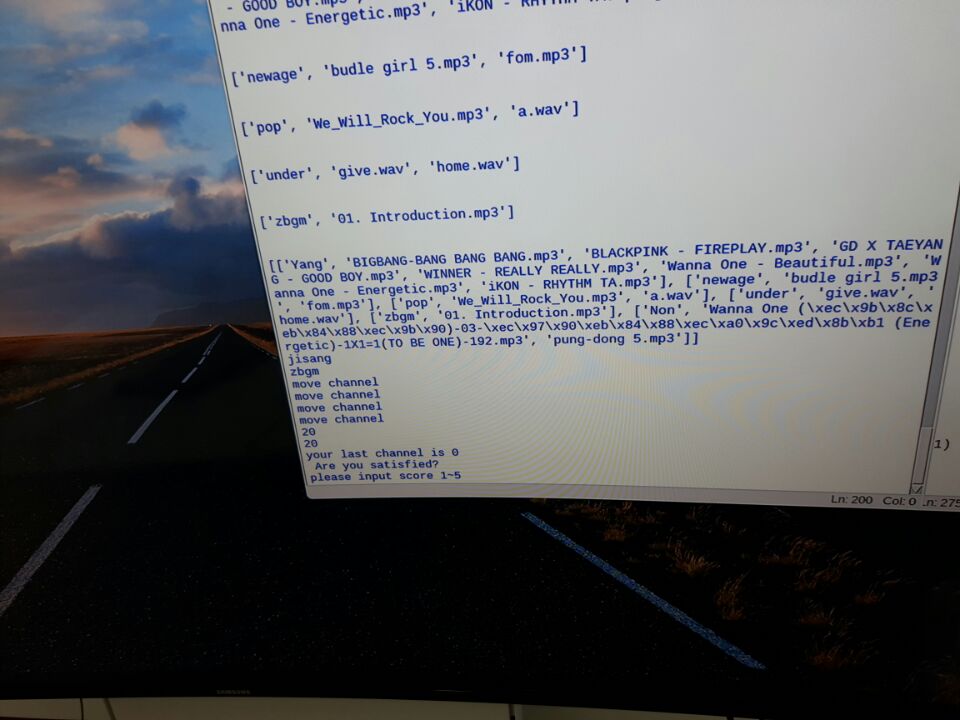 - GOOD BOY.mp3',
nna One - Energetic.mp3', 'iKON - RHYTHM
['newage', 'budle girl 5.mp3', 'fom.mp3']
['pop', 'We_Will_Rock_You.mp3', 'a.wav']
['under', 'give.wav', 'home.wav']
['zbgm', '01. Introduction.mp3']
[['Yang', 'BIGBANG-BANG BANG BANG.mp3', 'BLACKPINK - FIREPLAY.mp3', 'GD X TAEYAN
G - GOOD BOY.mp3', 'WINNER - REALLY REALLY.mp3', 'Wanna One - Beautiful.mp3', 'W
anna One - Energetic.mp3', 'iKON - RHYTHM TA.mp3'], ['newage', 'budle girl 5.mp3
', 'fom.mp3'], ['pop', 'We_Will_Rock_You.mp3', 'a.wav'], ['under', 'give.wav', '
home.wav'], ['zbgm', '01. Introduction.mp3'], ['Non', 'Wanna One (\xec\x9b\x8c\x
eb\x84\x88\xec\x9b\x90)-03-\xec\x97\x90\xeb\x84\x88\xec\xa0\x9c\xed\x8b\xb1 (Ene
rgetic)-1X1=1(TO BE ONE)-192.mp3', 'pung-dong 5.mp3']]
jisang
zbgm
move channel
move channel
move channel
move channel
20
20
your last channel is 0
Are you satisfied?
please input score 1~5
1)
Ln: 200 Col: 0
Ln: 275
SAMSUNG